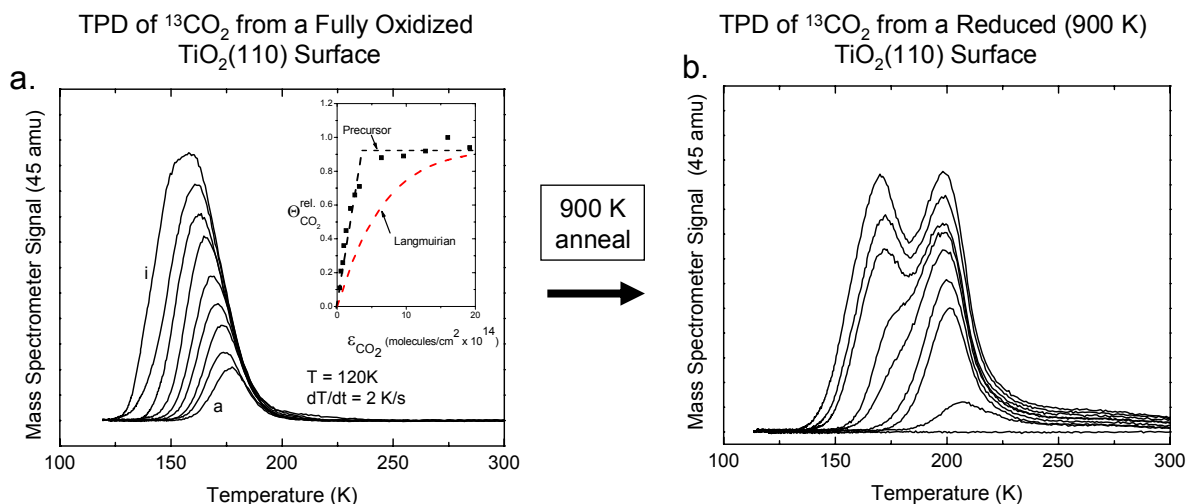 TPD of ¹³CO₂ from a Fully Oxidized
TiO₂(110) Surface
a.
Mass Spectrometer Signal (45 amu)
i
a
Θ rel. CO₂
1.2
1.0
0.8
0.6
0.4
0.2
0.0
Precursor
Langmuirian
0 10 20
ε CO₂ (molecules/cm² x 10¹⁴)
T = 120K
dT/dt = 2 K/s
100 150 200 250 300
Temperature (K)
900 K
anneal
TPD of ¹³CO₂ from a Reduced (900 K)
TiO₂(110) Surface
b.
Mass Spectrometer Signal (45 amu)
100 150 200 250 300
Temperature (K)